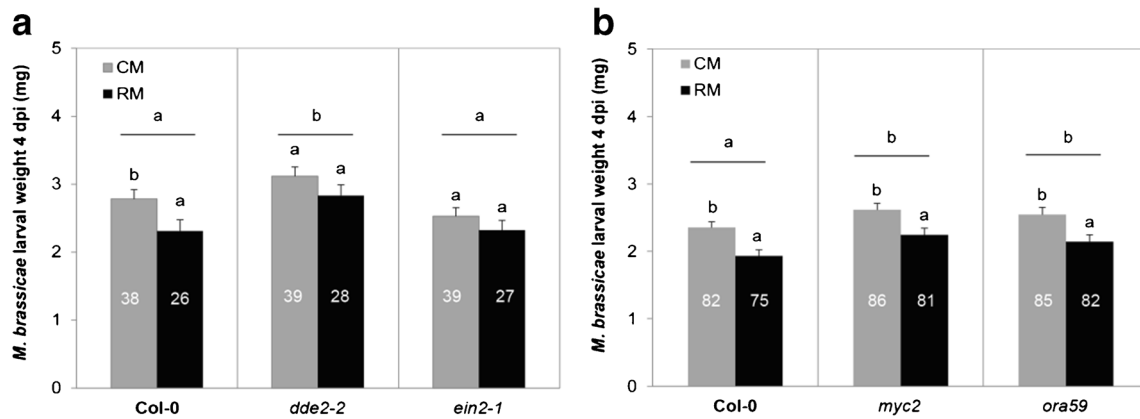 a
M. brassicae larval weight 4 dpi (mg)
5
4
3
2
1
0
CM
RM
a b a
b a a a a a
38 26 39 28 39 27
Col-0 dde2-2 ein2-1
b
M. brassicae larval weight 4 dpi (mg)
5
4
3
2
1
0
CM
RM
a b b
b a b a b a
82 75 86 81 85 82
Col-0 myc2 ora59